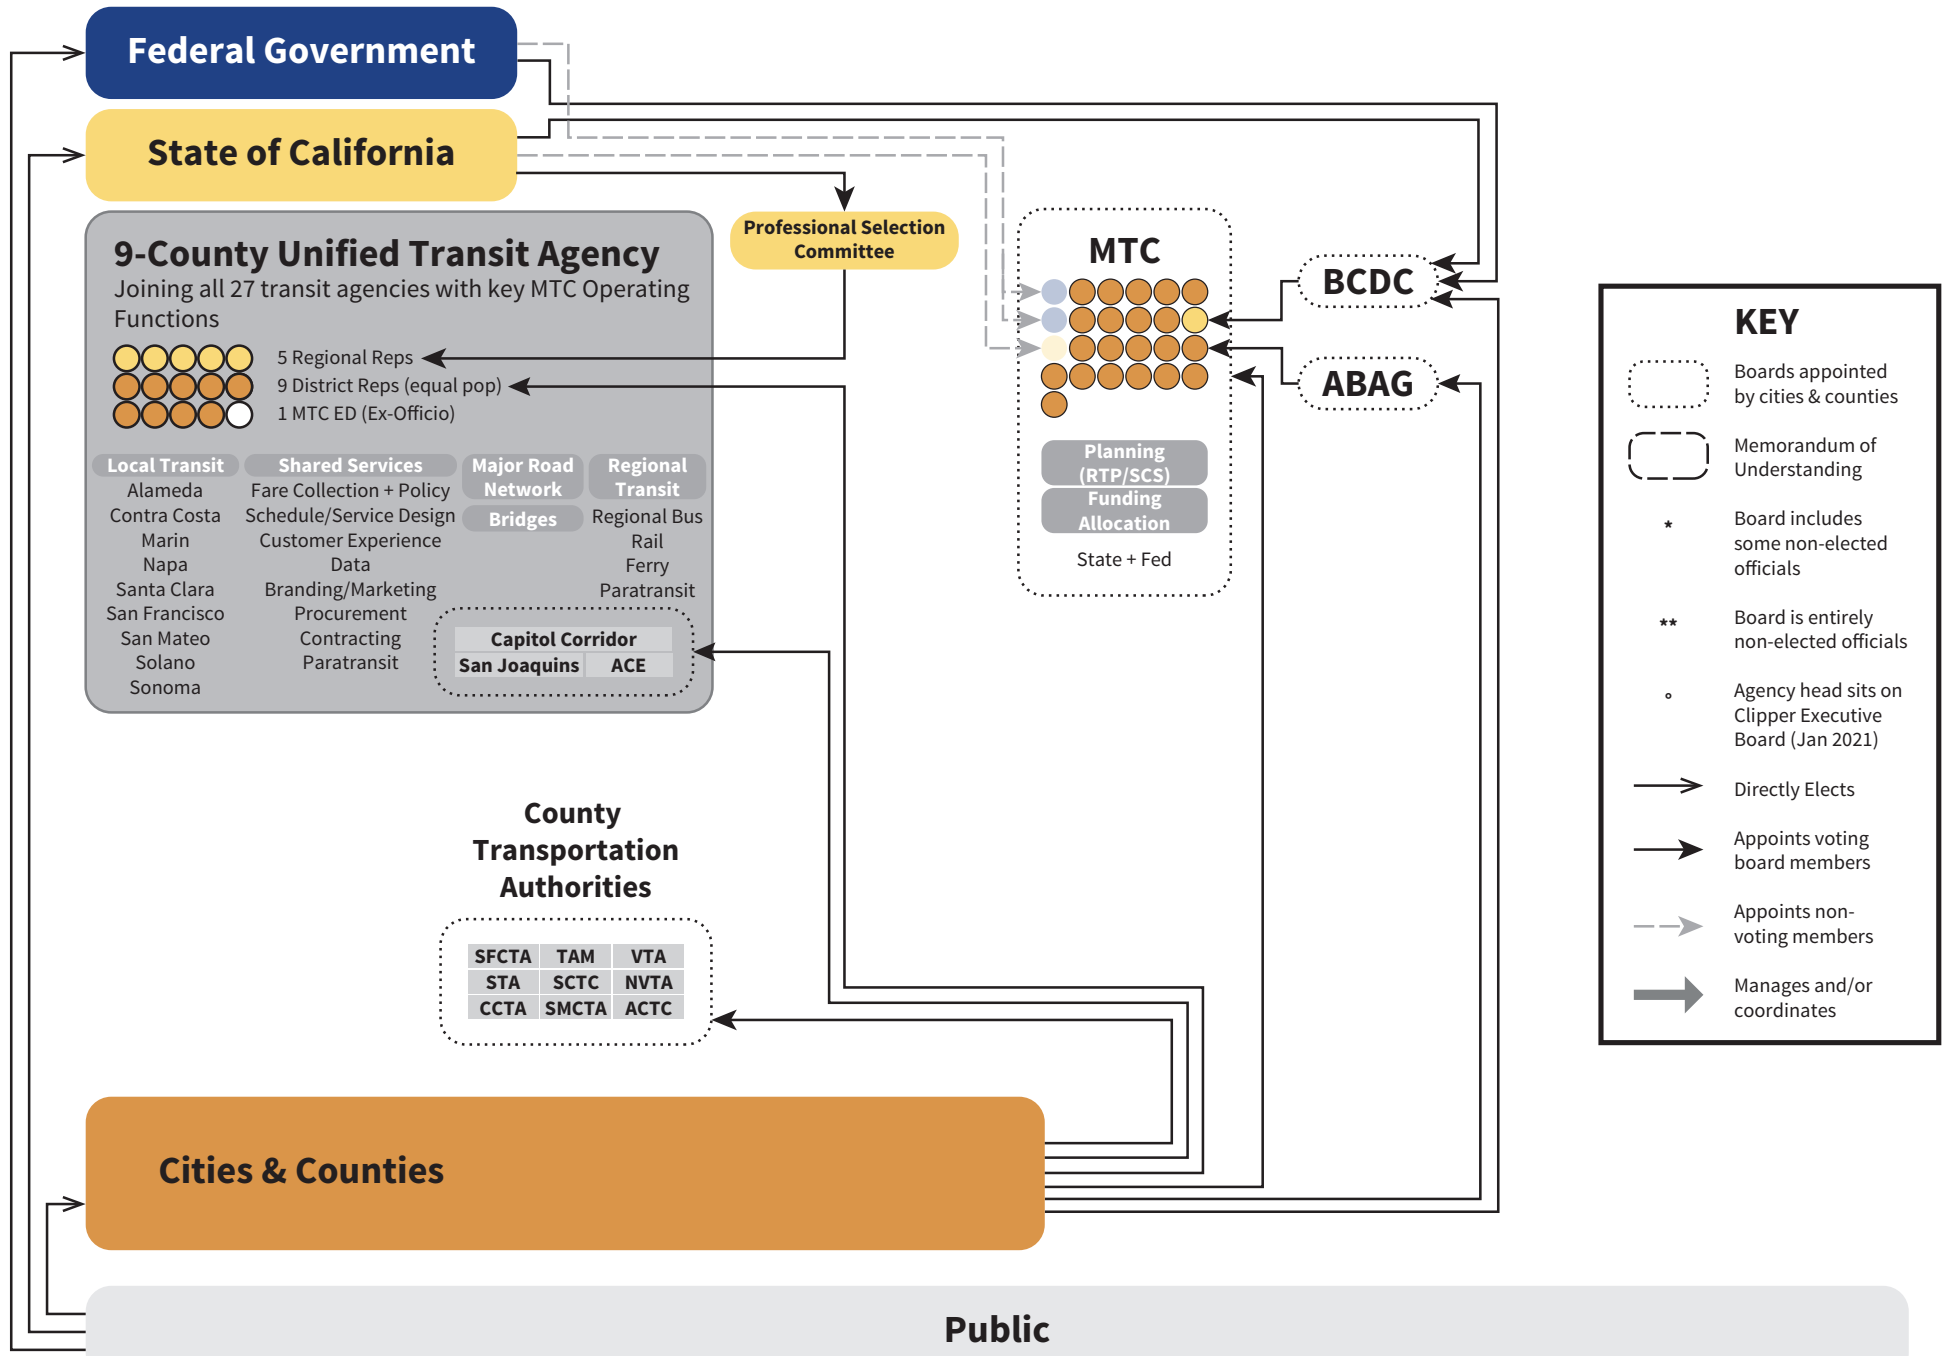 Federal Government
State of California
9-County Unified Transit Agency
Joining all 27 transit agencies with key MTC Operating
Functions
5 Regional Reps
9 District Reps (equal pop)
1 MTC ED (Ex-Officio)
Local Transit
Alameda
Contra Costa
Marin
Napa
Santa Clara
San Francisco
San Mateo
Solano
Sonoma
Shared Services
Fare Collection + Policy
Schedule/Service Design
Customer Experience
Data
Branding/Marketing
Procurement
Contracting
Paratransit
Major Road
Network
Bridges
Regional
Transit
Regional Bus
Rail
Ferry
Paratransit
Capitol Corridor
San Joaquins
ACE
Professional Selection
Committee
MTC
Planning
(RTP/SCS)
Funding
Allocation
State + Fed
BCDC
ABAG
KEY
Boards appointed
by cities & counties
Memorandum of
Understanding
*
Board includes
some non-elected
officials
**
Board is entirely
non-elected officials
°
Agency head sits on
Clipper Executive
Board (Jan 2021)
Directly Elects
Appoints voting
board members
Appoints non-
voting members
Manages and/or
coordinates
County
Transportation
Authorities
SFCTA TAM VTA
STA SCTC NVTA
CCTA SMCTA ACTC
Cities & Counties
Public